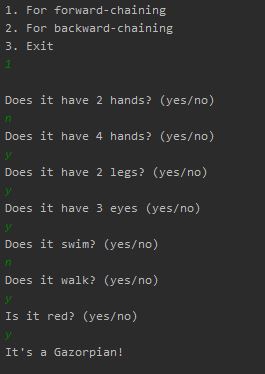 1. For forward-chaining
2. For backward-chaining
3. Exit
1
Does it have 2 hands? (yes/no)
n
Does it have 4 hands? (yes/no)
y
Does it have 2 legs? (yes/no)
y
Does it have 3 eyes (yes/no)
y
Does it swim? (yes/no)
n
Does it walk? (yes/no)
y
Is it red? (yes/no)
y
It's a Gazorpian!